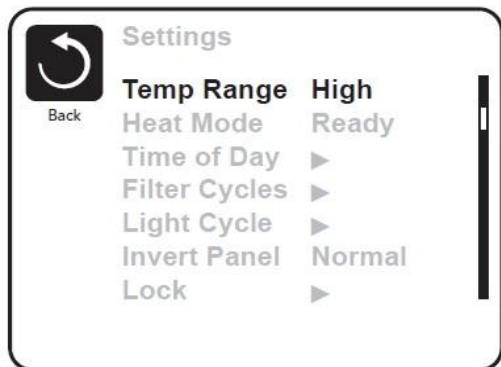 Settings
Back
Temp Range High
Heat Mode Ready
Time of Day ▶
Filter Cycles ▶
Light Cycle ▶
Invert Panel Normal
Lock ▶